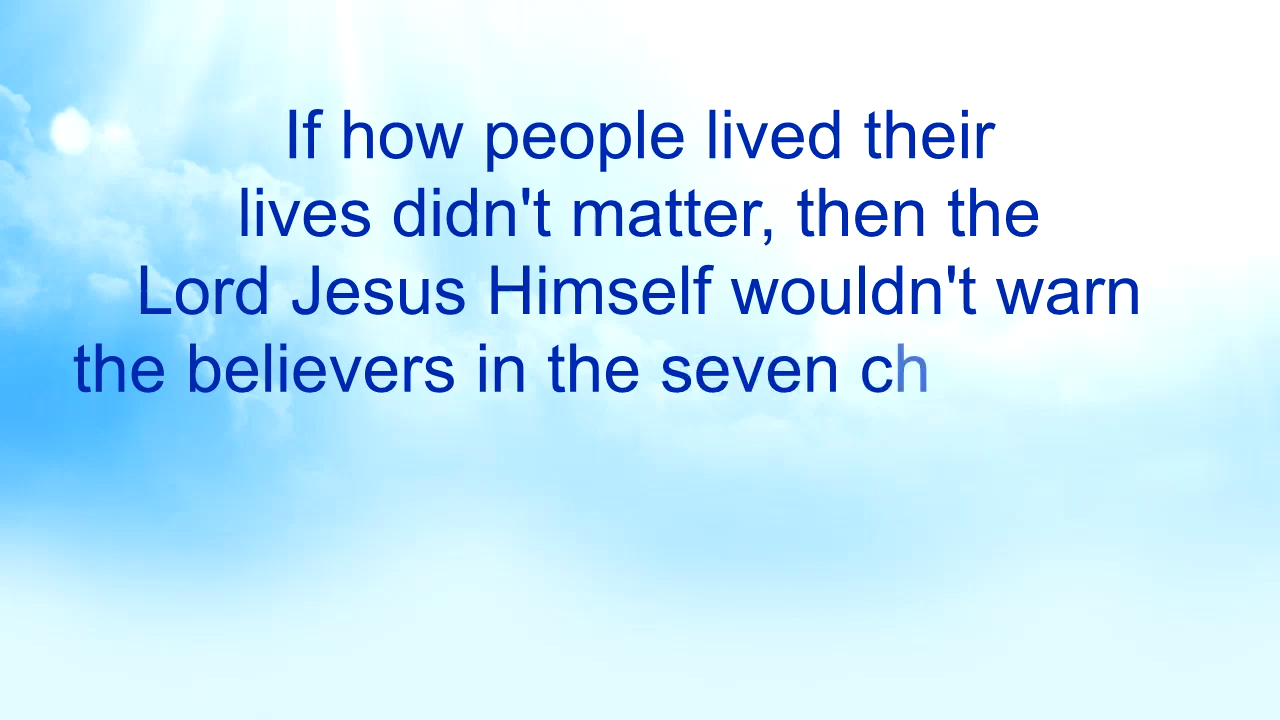 If how people lived their
lives didn't matter, then the
Lord Jesus Himself wouldn't warn
the believers in the seven ch